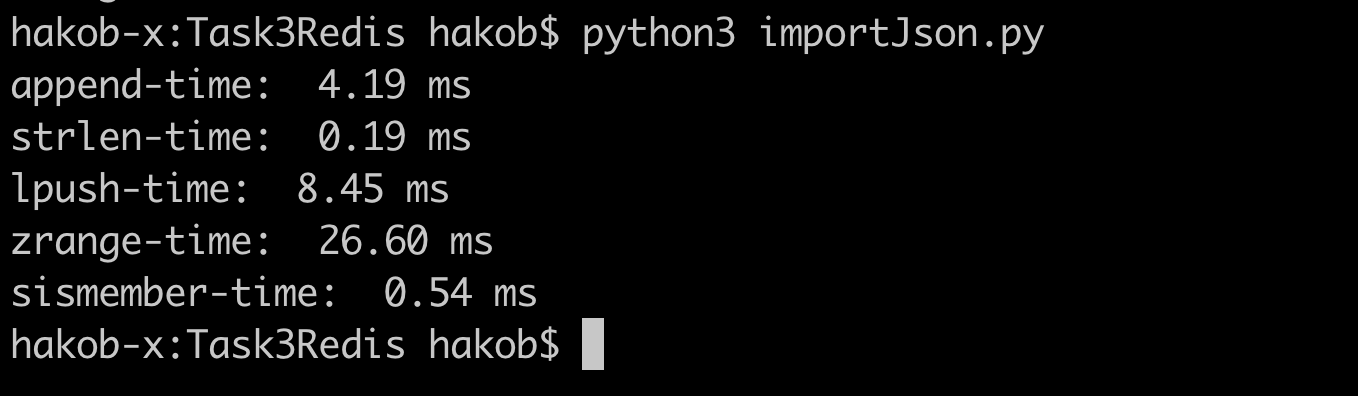 hakob-x:Task3Redis hakob$ python3 importJson.py
append-time:  4.19 ms
strlen-time:  0.19 ms
lpush-time:  8.45 ms
zrange-time:  26.60 ms
sismember-time:  0.54 ms
hakob-x:Task3Redis hakob$